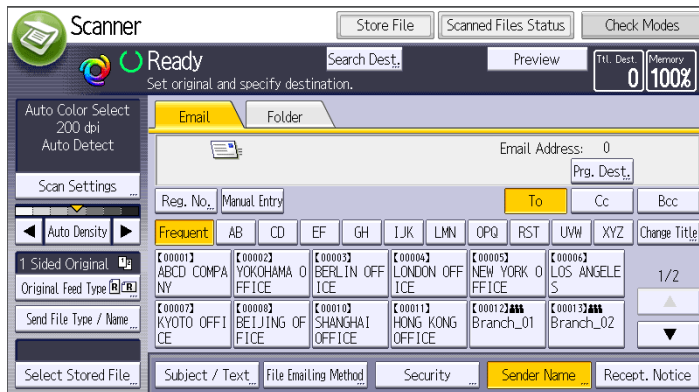 Scanner
Store File
Scanned Files Status
Check Modes
Ready
Search Dest.
Preview
Ttl. Dest.
0
Memory
100%
Set original and specify destination.
Auto Color Select
200 dpi
Auto Detect
Email
Folder
Email Address: 0
Prg. Dest.
Scan Settings
Reg. No.
Manual Entry
To
Cc
Bcc
Auto Density
Frequent
AB
CD
EF
GH
IJK
LMN
OPQ
RST
UVW
XYZ
Change Title
1 Sided Original
Original Feed Type
Send File Type / Name
Select Stored File
[00001]
ABCD COMPA
NY
[00002]
YOKOHAMA O
FFICE
[00003]
BERLIN OFF
ICE
[00004]
LONDON OFF
ICE
[00005]
NEW YORK O
FFICE
[00006]
LOS ANGELE
S
1/2
[00007]
KYOTO OFFI
CE
[00008]
BEIJING OF
FICE
[00010]
SHANGHAI
OFFICE
[00011]
HONG KONG
OFFICE
[00012]
Branch_01
[00013]
Branch_02
Subject / Text
File Emailing Method
Security
Sender Name
Recept. Notice